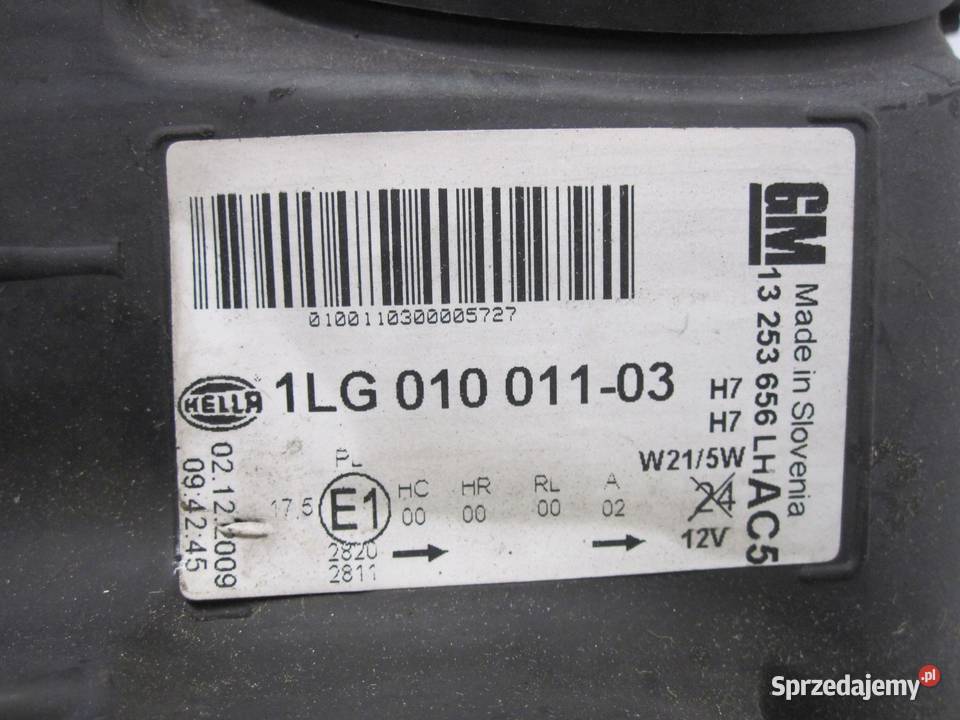 0100110300005727
HELLA
1LG 010 011-03
H7
H7
W21/5W
24
12V
PL
17.5
E1
HC HR RL A
00 00 00 02
2820
2811
02.12.2009
09:42:45
GM
13 253 656 LH AC5
Made in Slovenia
Sprzedajemy.pl